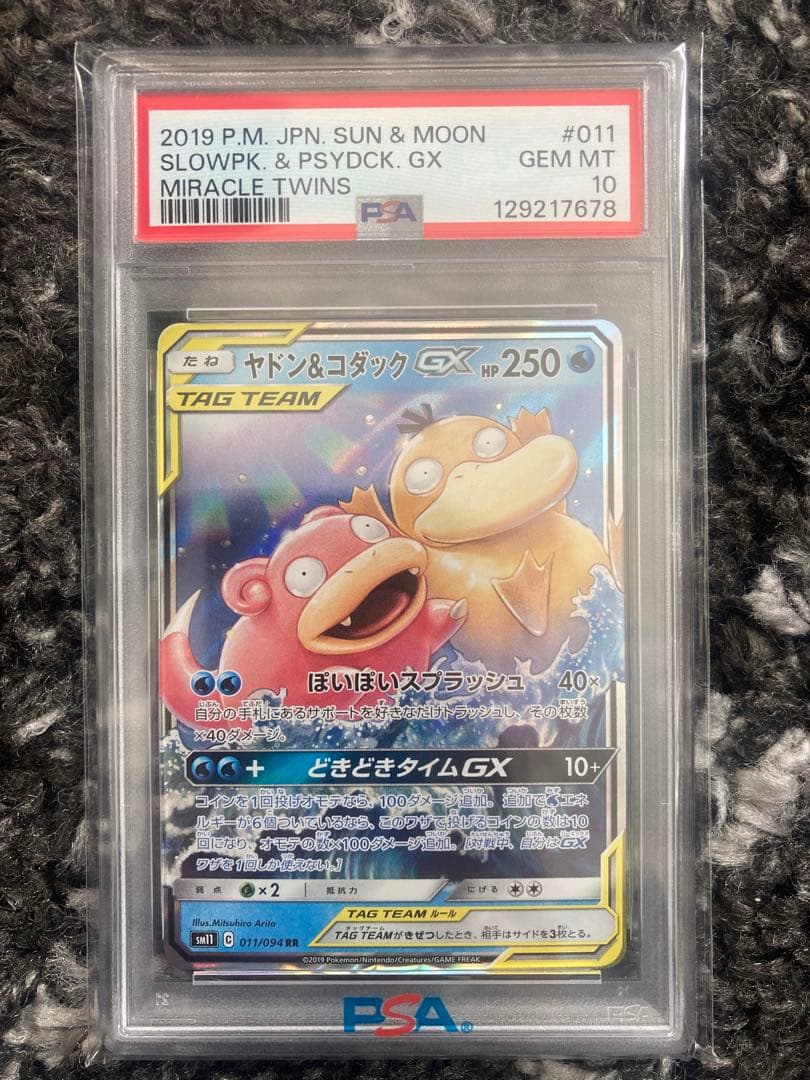 2019 P.M. JPN. SUN & MOON #011
SLOWPK. & PSYDCK. GX GEM MT
MIRACLE TWINS 10
PSA 129217678
たね ヤドン&コダックGX HP250
TAG TEAM
ぽいぽいスプラッシュ 40×
自分の手札にあるサポートを好きなだけトラッシュし、その枚数
×40ダメージ。
+ どきどきタイムGX 10+
コインを1回投げオモテなら、100ダメージ追加。追加でエネ
ルギーが6個ついているなら、このワザで投げるコインの数は10
回になり、オモテの数×100ダメージ追加。[対戦中、自分はGX
ワザを1回しか使えない。]
弱点 ×2 抵抗力 にげる
Illus.Mitsuhiro Arita
TAG TEAM ルール
TAG TEAMがきぜつしたとき、相手はサイドを3枚とる。
SM11 C 011/094 RR
©2019 Pokémon/Nintendo/Creatures/GAME FREAK.
PSA®